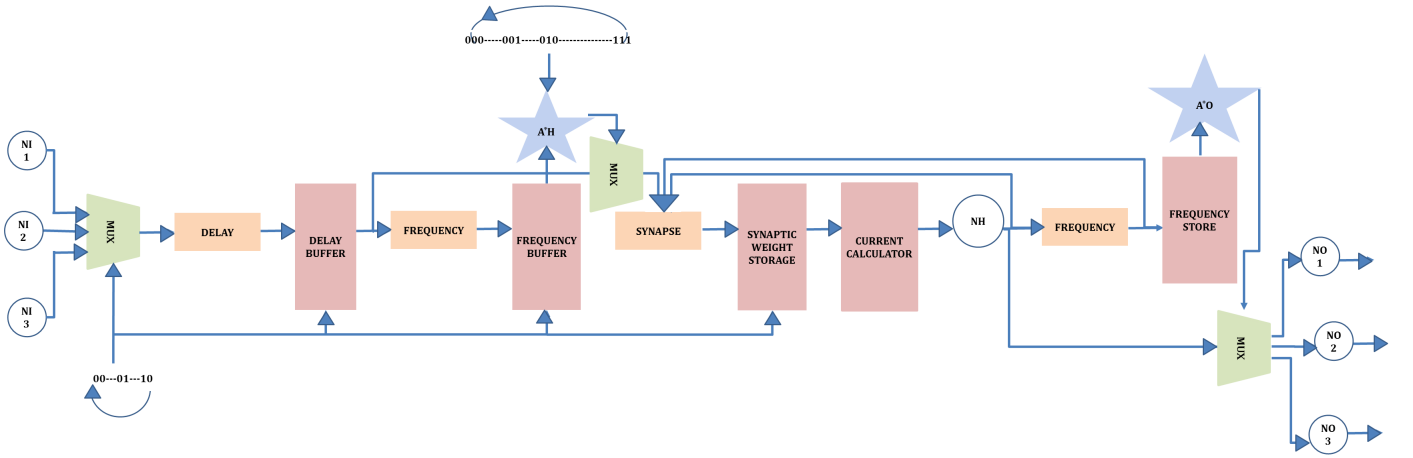 000-----001-----010---------------111
A*H
A*O
NI
1
NI
2
NI
3
MUX
DELAY
DELAY
BUFFER
FREQUENCY
FREQUENCY
BUFFER
MUX
SYNAPSE
SYNAPTIC
WEIGHT
STORAGE
CURRENT
CALCULATOR
NH
FREQUENCY
FREQUENCY
STORE
MUX
NO
1
NO
2
NO
3
00---01---10